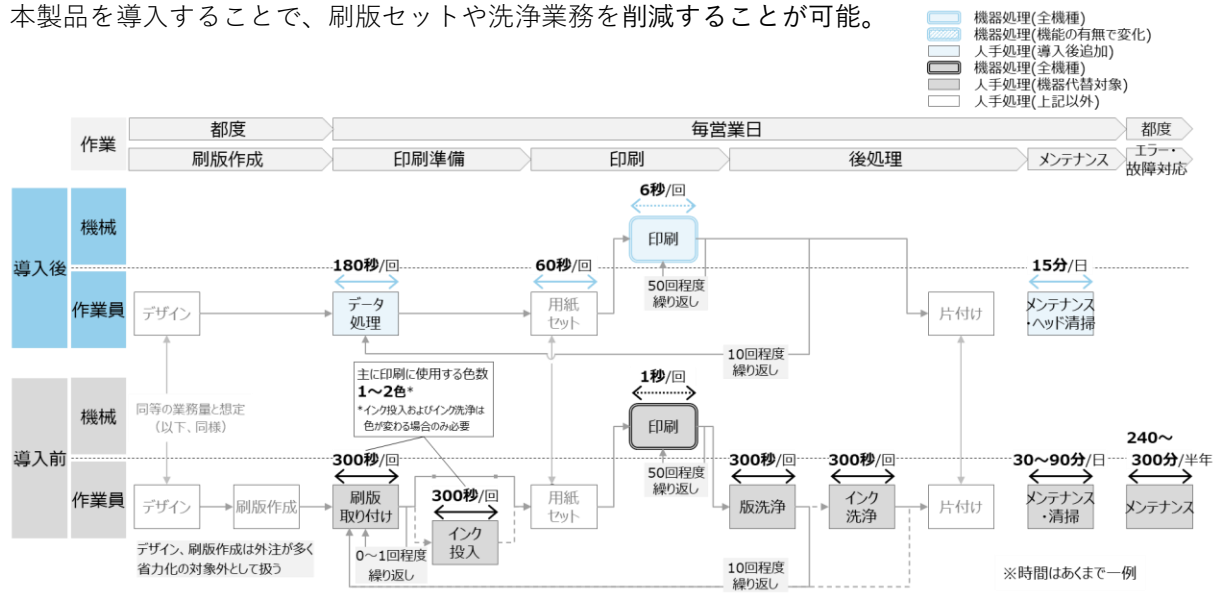 本製品を導入することで、刷版セットや洗浄業務を削減することが可能。
機器処理(全機種)
機器処理(機能の有無で変化)
人手処理(導入後追加)
機器処理(全機種)
人手処理(機器代替対象)
人手処理(上記以外)
作業
都度
毎営業日
都度
刷版作成
印刷準備
印刷
後処理
メンテナンス
エラー・
故障対応
導入後
機械
作業員
6秒/回
印刷
180秒/回
60秒/回
15分/日
50回程度
繰り返し
デザイン
データ
処理
用紙
セット
片付け
メンテナンス
・ヘッド清掃
10回程度
繰り返し
主に印刷に使用する色数
1～2色*
*インク投入およびインク洗浄は
色が変わる場合のみ必要
同等の業務量と想定
(以下、同様)
導入前
機械
作業員
1秒/回
印刷
50回程度
繰り返し
300秒/回
300秒/回
300秒/回
300秒/回
30～90分/日
240～
300分/半年
デザイン
刷版作成
刷版
取り付け
インク
投入
用紙
セット
版洗浄
インク
洗浄
片付け
メンテナンス
・清掃
メンテナンス
デザイン、刷版作成は外注が多く
省力化の対象外として扱う
0～1回程度
繰り返し
10回程度
繰り返し
※時間はあくまで一例